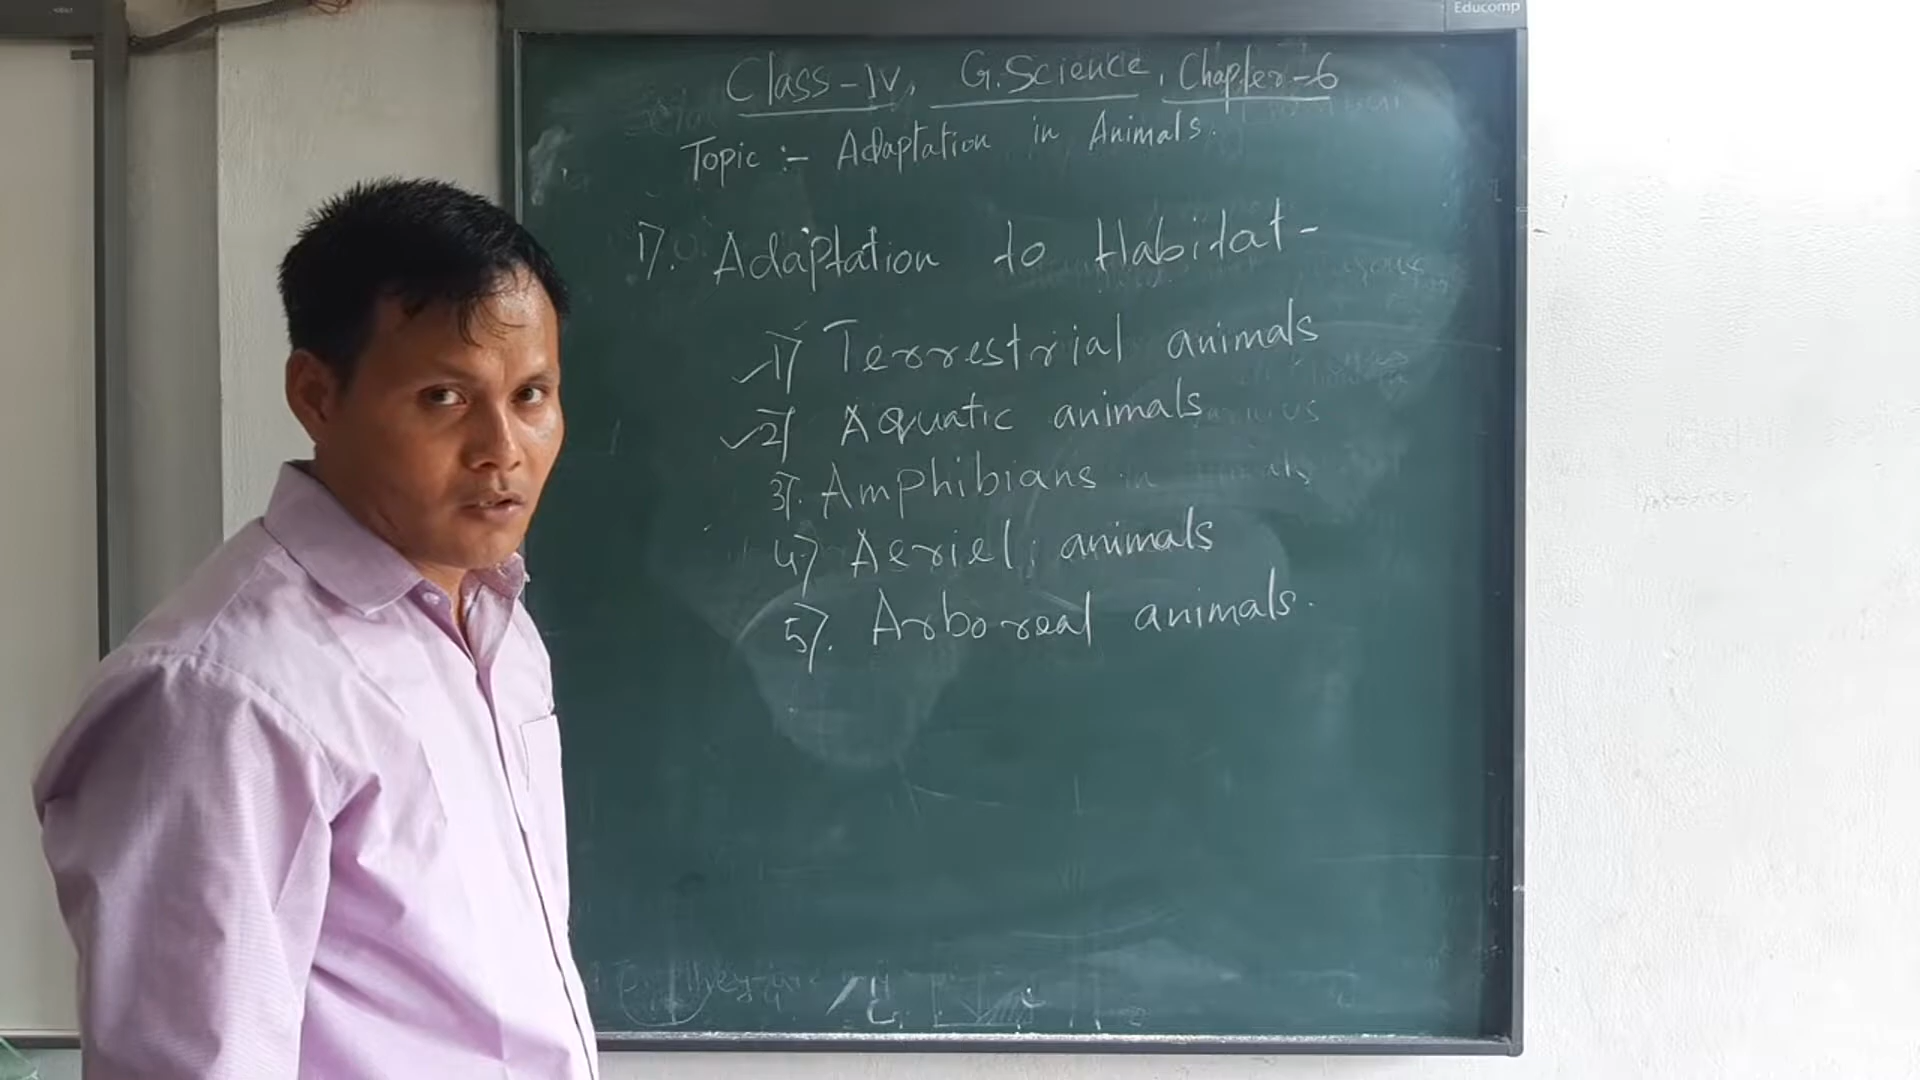 Educomp
Class-IV, G.Science, Chapter-6
Topic :- Adaptation in Animals.
1). Adaptation to Habitat-
1) Terrestrial animals
2) Aquatic animals
3). Amphibians
4) Aeriel animals
5). Arboreal animals.